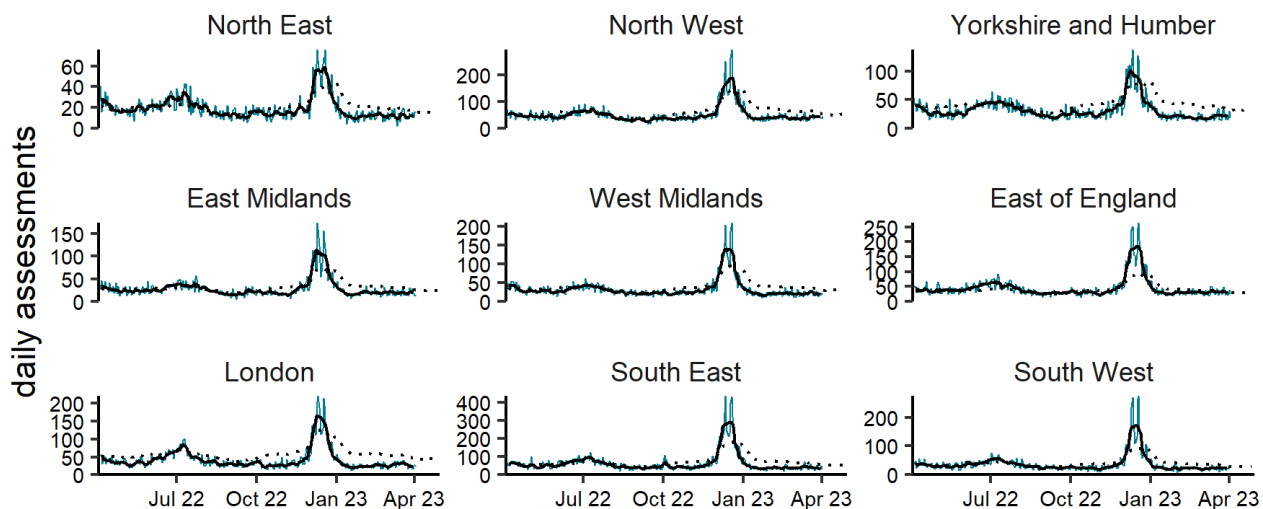 daily assessments
North East
60
40
20
0
North West
200
100
0
Yorkshire and Humber
100
50
0
East Midlands
150
100
50
0
West Midlands
200
150
100
50
0
East of England
250
200
150
100
50
0
London
200
150
100
50
0
Jul 22 Oct 22 Jan 23 Apr 23
South East
400
300
200
100
0
Jul 22 Oct 22 Jan 23 Apr 23
South West
200
100
0
Jul 22 Oct 22 Jan 23 Apr 23